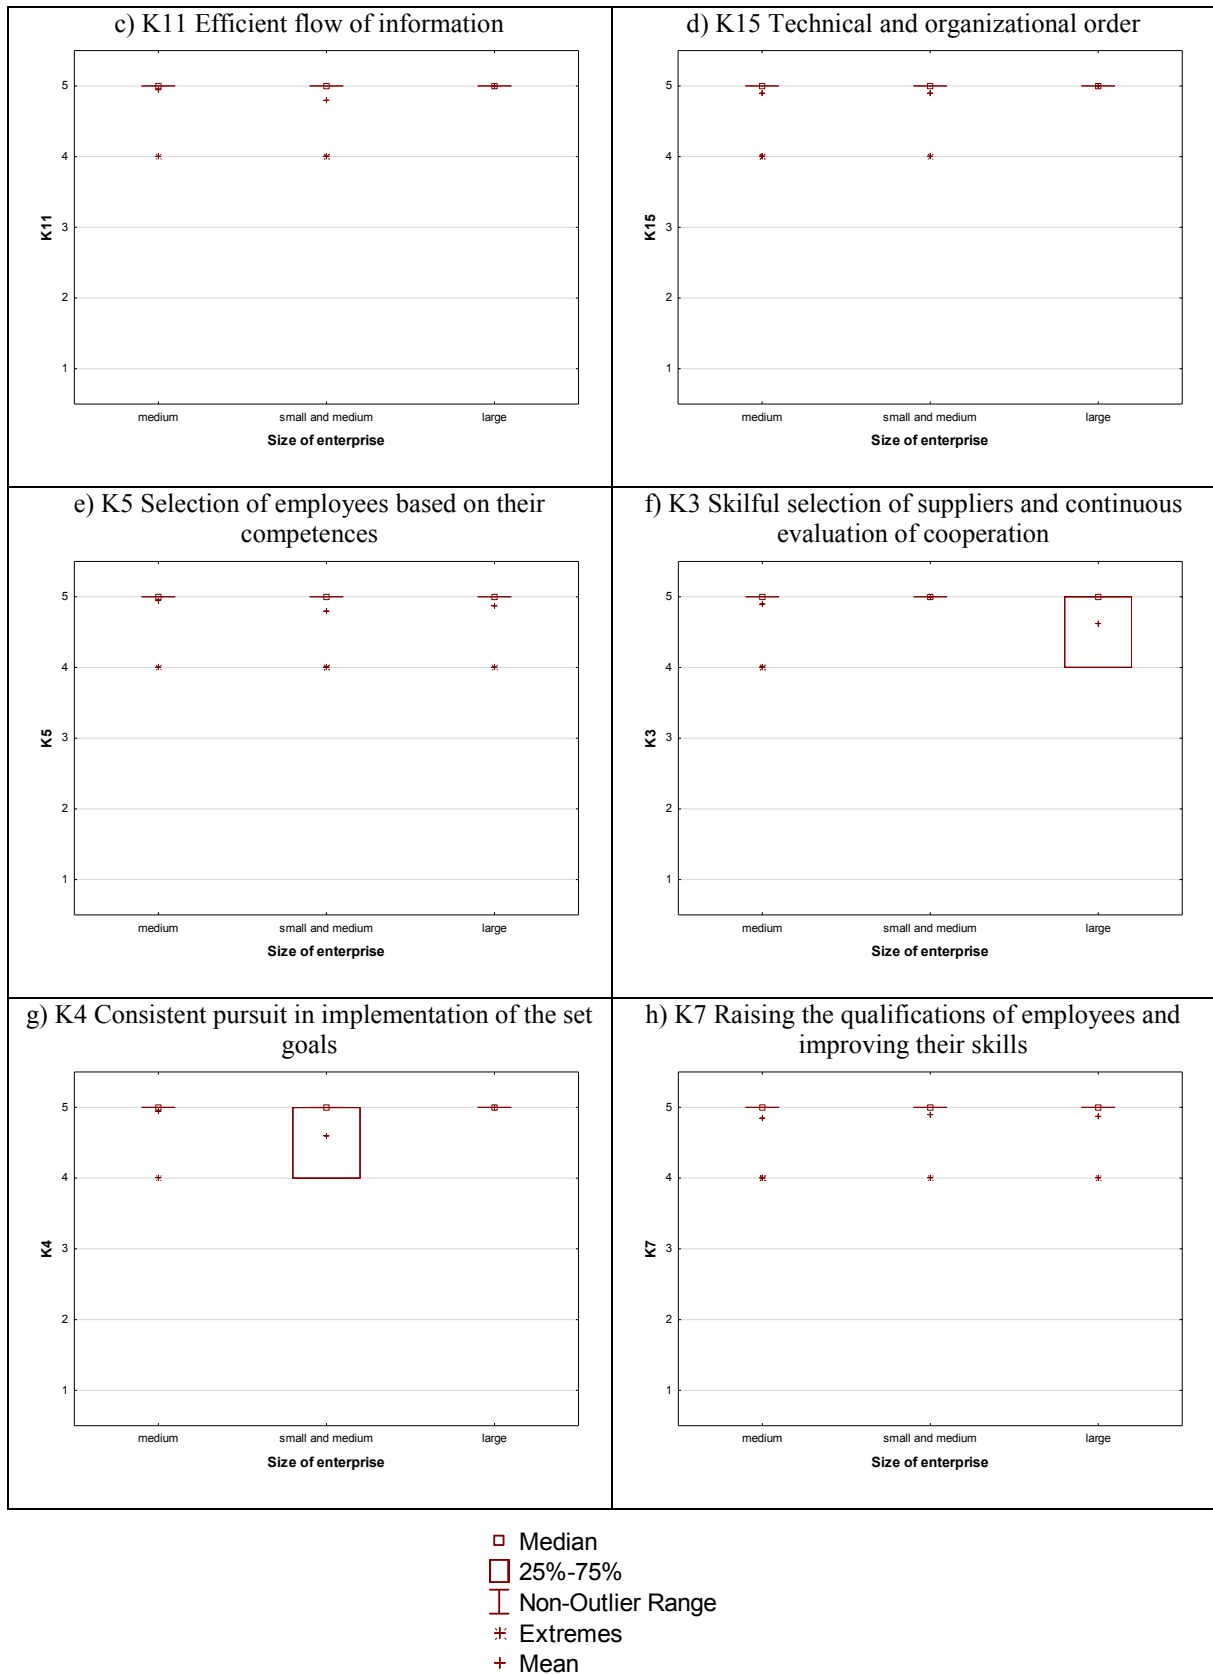 c) K11 Efficient flow of information
5
4
3
2
1
K11
medium
small and medium
large
Size of enterprise
d) K15 Technical and organizational order
5
4
3
2
1
K15
medium
small and medium
large
Size of enterprise
e) K5 Selection of employees based on their
competences
5
4
3
2
1
K5
medium
small and medium
large
Size of enterprise
f) K3 Skilful selection of suppliers and continuous
evaluation of cooperation
5
4
3
2
1
K3
medium
small and medium
large
Size of enterprise
g) K4 Consistent pursuit in implementation of the set
goals
5
4
3
2
1
K4
medium
small and medium
large
Size of enterprise
h) K7 Raising the qualifications of employees and
improving their skills
5
4
3
2
1
K7
medium
small and medium
large
Size of enterprise
Median
25%-75%
Non-Outlier Range
Extremes
Mean